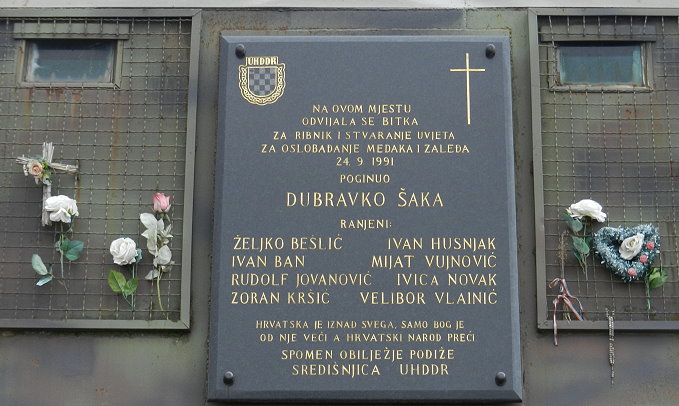 UHDDR
NA OVOM MJESTU
ODVIJALA SE BITKA
ZA RIBNIK I STVARANJE UVJETA
ZA OSLOBAĐANJE MEDAKA I ZALEĐA
24. 9 1991
POGINUO
DUBRAVKO ŠAKA
RANJENI:
ŽELJKO BEŠLIĆ IVAN HUSNJAK
IVAN BAN MIJAT VUJNOVIĆ
RUDOLF JOVANOVIĆ IVICA NOVAK
ZORAN KRŠIĆ VELIBOR VLAINIĆ
HRVATSKA JE IZNAD SVEGA, SAMO BOG JE
OD NJE VEĆI A HRVATSKI NAROD PREČI
SPOMEN OBILJEŽJE PODIŽE
SREDIŠNJICA UHDDR